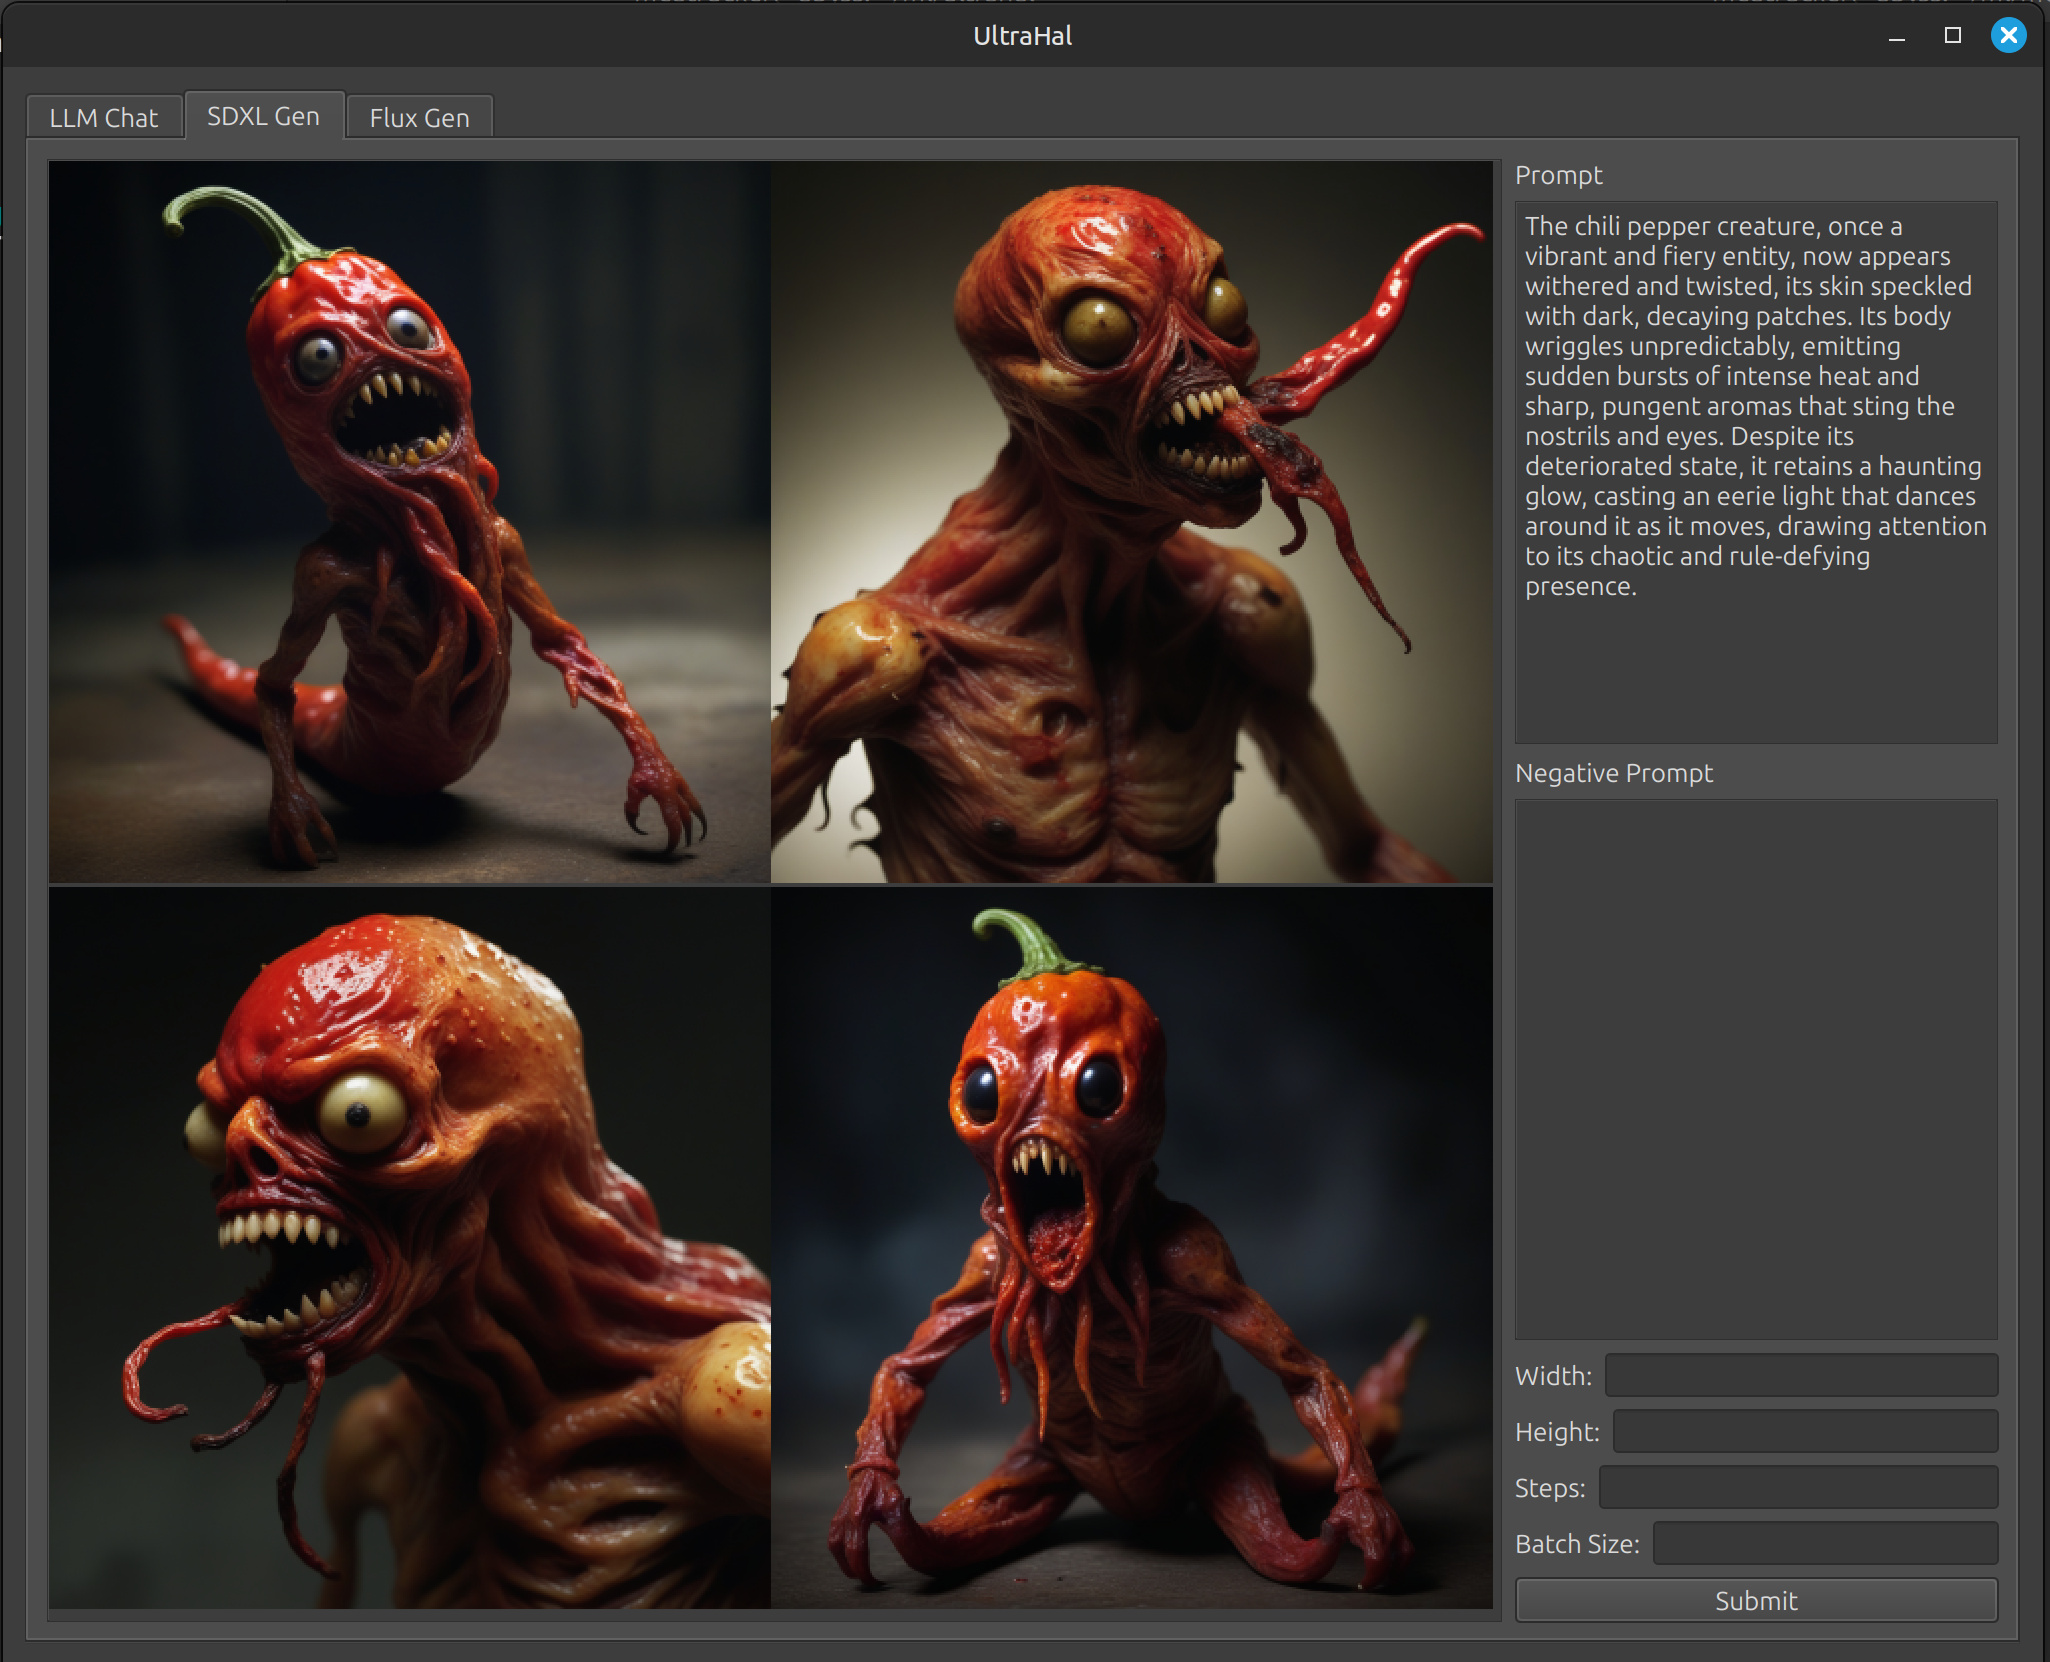 UltraHal
LLM Chat
SDXL Gen
Flux Gen
Prompt
The chili pepper creature, once a
vibrant and fiery entity, now appears
withered and twisted, its skin speckled
with dark, decaying patches. Its body
wriggles unpredictably, emitting
sudden bursts of intense heat and
sharp, pungent aromas that sting the
nostrils and eyes. Despite its
deteriorated state, it retains a haunting
glow, casting an eerie light that dances
around it as it moves, drawing attention
to its chaotic and rule-defying
presence.
Negative Prompt
Width:
Height:
Steps:
Batch Size:
Submit